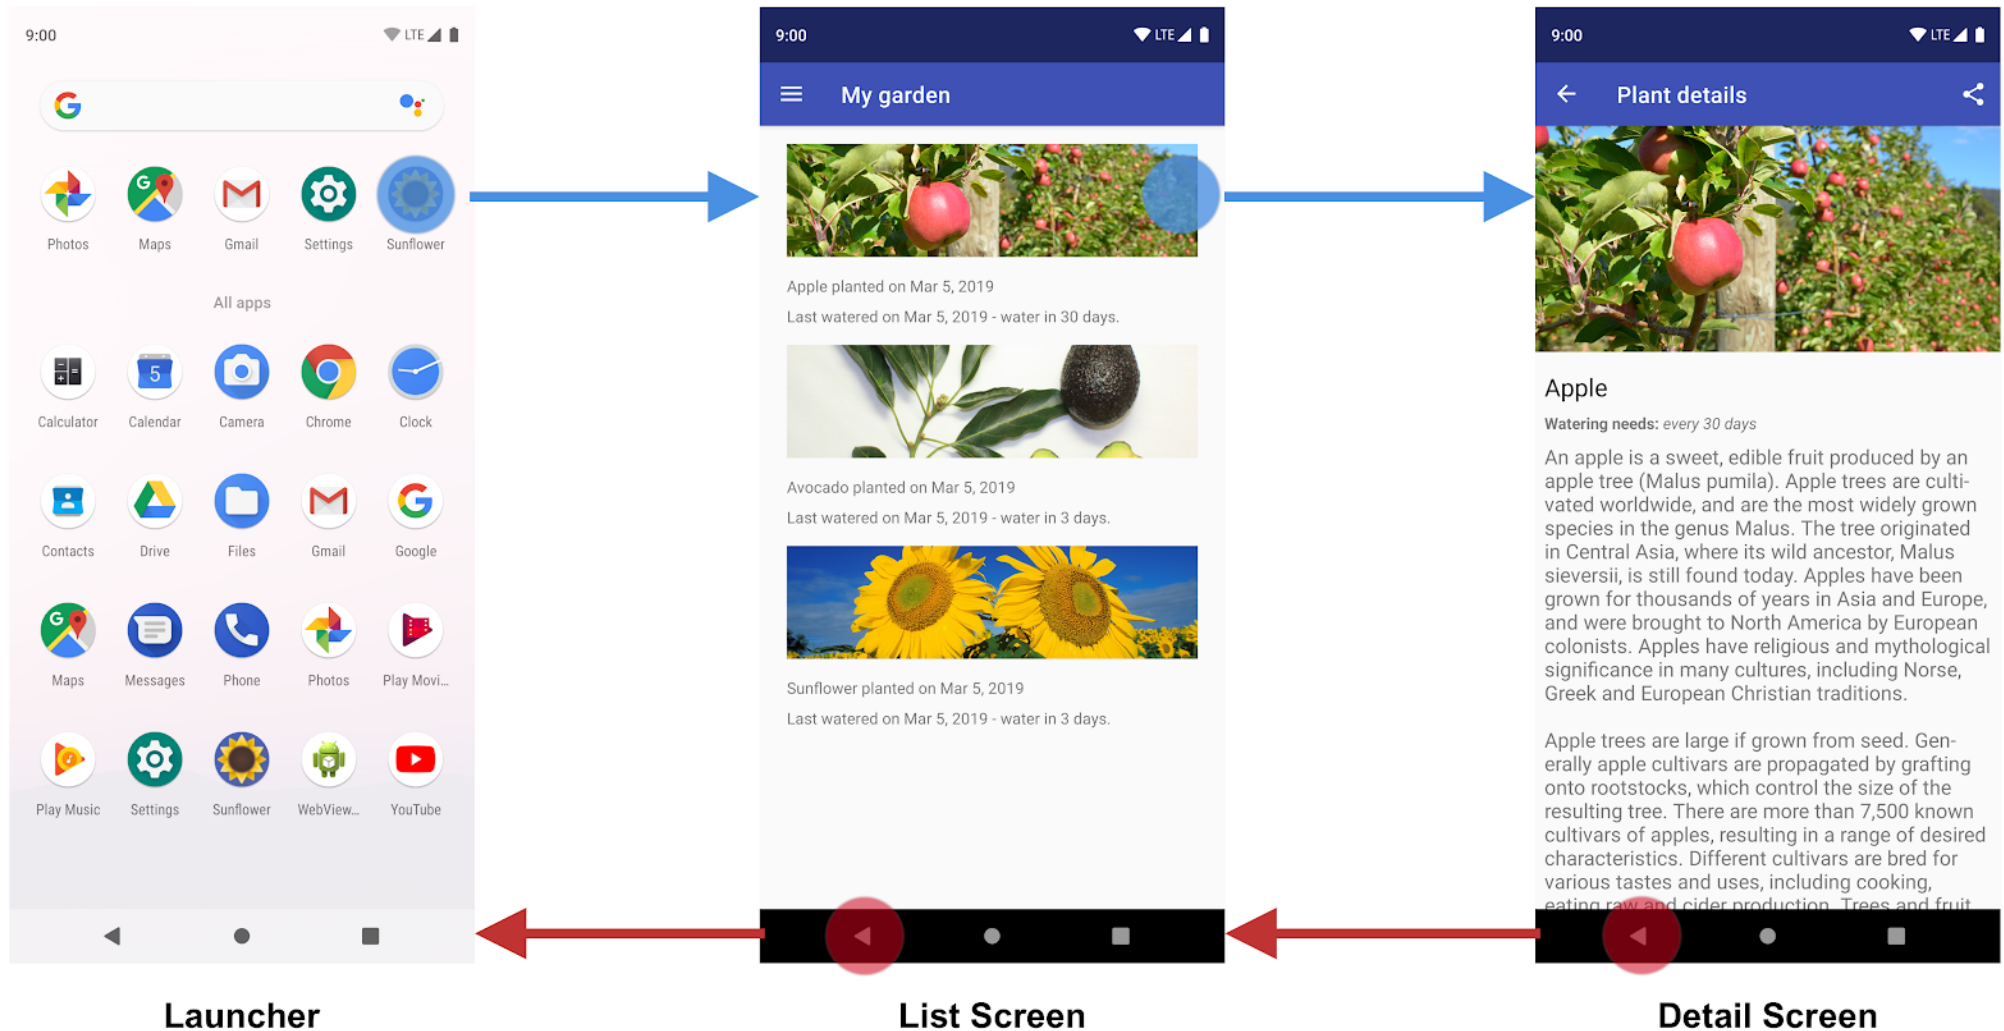 9:00
LTE
Photos
Maps
Gmail
Settings
Sunflower
All apps
Calculator
Calendar
5
Camera
Chrome
Clock
Contacts
Drive
Files
Gmail
Google
Maps
Messages
Phone
Photos
Play Movi...
Play Music
Settings
Sunflower
WebView...
YouTube
Launcher
9:00
LTE
My garden
Apple planted on Mar 5, 2019
Last watered on Mar 5, 2019 - water in 30 days.
Avocado planted on Mar 5, 2019
Last watered on Mar 5, 2019 - water in 3 days.
Sunflower planted on Mar 5, 2019
Last watered on Mar 5, 2019 - water in 3 days.
List Screen
9:00
LTE
Plant details
Apple
Watering needs: every 30 days
An apple is a sweet, edible fruit produced by an
apple tree (Malus pumila). Apple trees are culti-
vated worldwide, and are the most widely grown
species in the genus Malus. The tree originated
in Central Asia, where its wild ancestor, Malus
sieversii, is still found today. Apples have been
grown for thousands of years in Asia and Europe,
and were brought to North America by European
colonists. Apples have religious and mythological
significance in many cultures, including Norse,
Greek and European Christian traditions.
Apple trees are large if grown from seed. Gen-
erally apple cultivars are propagated by grafting
onto rootstocks, which control the size of the
resulting tree. There are more than 7,500 known
cultivars of apples, resulting in a range of desired
characteristics. Different cultivars are bred for
various tastes and uses, including cooking,
eating raw and cider production. Trees and fruit
Detail Screen